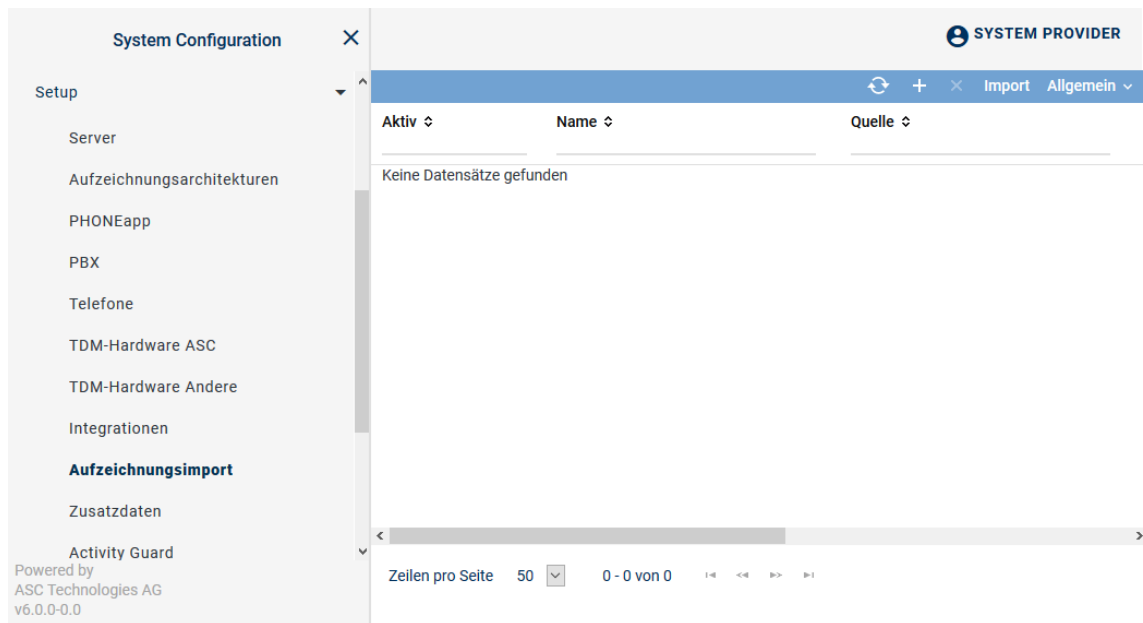 System Configuration
SYSTEM PROVIDER
Setup
Server
Aufzeichnungsarchitekturen
PHONEapp
PBX
Telefone
TDM-Hardware ASC
TDM-Hardware Andere
Integrationen
Aufzeichnungsimport
Zusatzdaten
Activity Guard
Powered by
ASC Technologies AG
v6.0.0-0.0
Import Allgemein
Aktiv Name Quelle
Keine Datensätze gefunden
Zeilen pro Seite 50 0 - 0 von 0